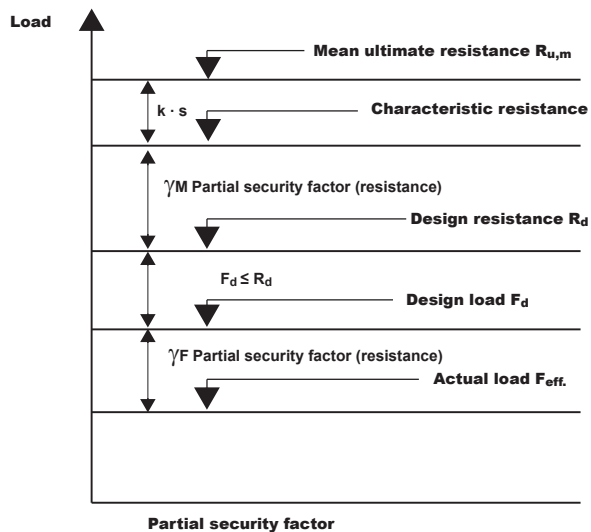 Load
Mean ultimate resistance Ru,m
k · s
Characteristic resistance
γM Partial security factor (resistance)
Design resistance Rd
Fd ≤ Rd
Design load Fd
γF Partial security factor (resistance)
Actual load Feff.
Partial security factor